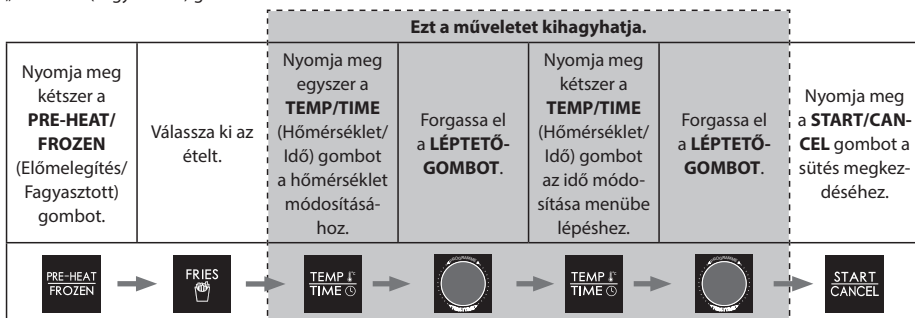 Ezt a műveletet kihagyhatja.
Nyomja meg
kétszer a
PRE-HEAT/
FROZEN
(Előmelegítés/
Fagyasztott)
gombot.
Válassza ki az
ételt.
Nyomja meg
egyszer a
TEMP/TIME
(Hőmérséklet/
Idő) gombot
a hőmérséklet
módosításá-
hoz.
Forgassa el
a LÉPTETŐ-
GOMBOT.
Nyomja meg
kétszer a
TEMP/TIME
(Hőmérséklet/
Idő) gombot
az idő módo-
sítása menübe
lépéshez.
Forgassa el
a LÉPTETŐ-
GOMBOT.
Nyomja meg
a START/CAN-
CEL gombot a
sütés megkez-
déséhez.
PRE-HEAT
FROZEN
FRIES
TEMP
TIME
TEMP
TIME
START
CANCEL